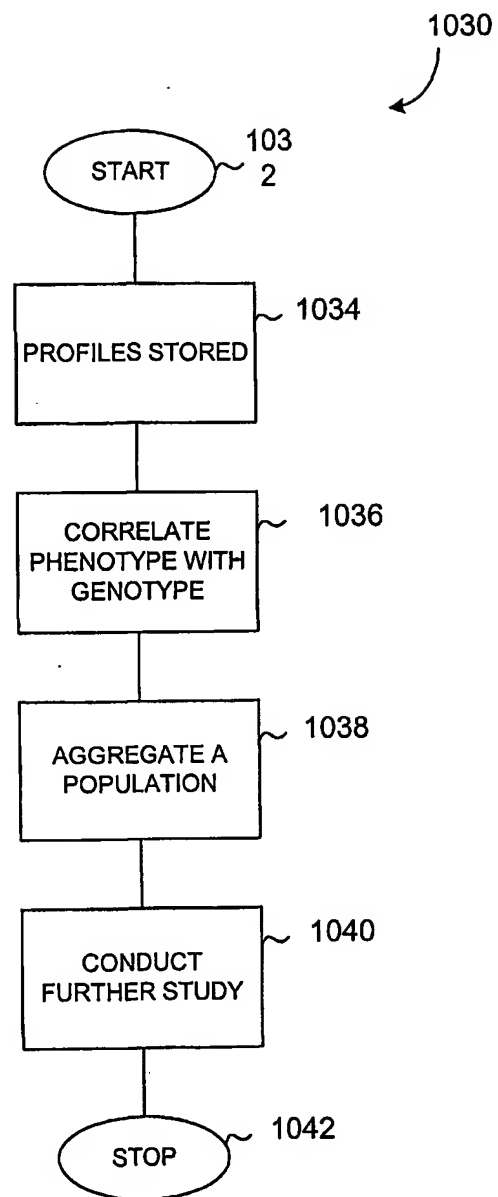 1030
START
103
2
PROFILES STORED
1034
CORRELATE
PHENOTYPE WITH
GENOTYPE
1036
AGGREGATE A
POPULATION
1038
CONDUCT
FURTHER STUDY
1040
STOP
1042